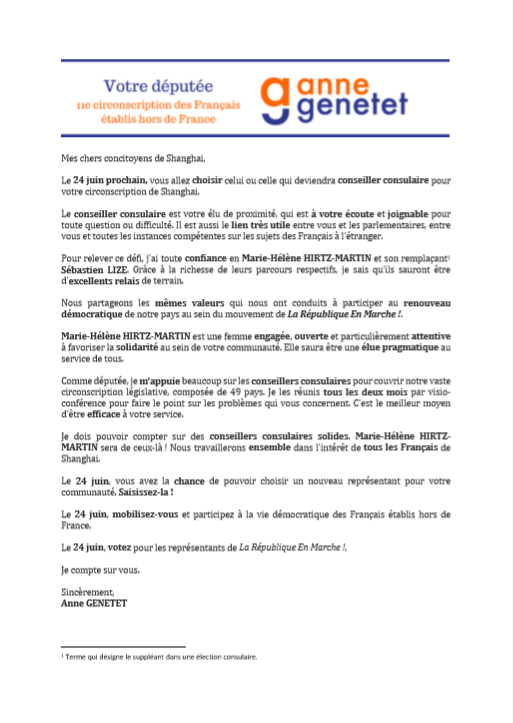 Votre députée
11e circonscription des Français
établis hors de France
anne
genetet
Mes chers concitoyens de Shanghai,
Le 24 juin prochain, vous allez choisir celui ou celle qui deviendra conseiller consulaire pour
votre circonscription de Shanghai.
Le conseiller consulaire est votre élu de proximité, qui est à votre écoute et joignable pour
toute question ou difficulté. Il est aussi le lien très utile entre vous et les parlementaires, entre
vous et toutes les instances compétentes sur les sujets des Français à l'étranger.
Pour relever ce défi, j'ai toute confiance en Marie-Hélène HIRTZ-MARTIN et son remplaçant¹
Sébastien LIZE. Grâce à la richesse de leurs parcours respectifs, je sais qu'ils sauront être
d'excellents relais de terrain.
Nous partageons les mêmes valeurs qui nous ont conduits à participer au renouveau
démocratique de notre pays au sein du mouvement de La République En Marche !.
Marie-Hélène HIRTZ-MARTIN est une femme engagée, ouverte et particulièrement attentive
à favoriser la solidarité au sein de votre communauté. Elle saura être une élue pragmatique au
service de tous.
Comme députée, je m'appuie beaucoup sur les conseillers consulaires pour couvrir notre vaste
circonscription législative, composée de 49 pays. Je les réunis tous les deux mois par visio-
conférence pour faire le point sur les problèmes qui vous concernent. C'est le meilleur moyen
d'être efficace à votre service.
Je dois pouvoir compter sur des conseillers consulaires solides. Marie-Hélène HIRTZ-
MARTIN sera de ceux-là ! Nous travaillerons ensemble dans l'intérêt de tous les Français de
Shanghai.
Le 24 juin, vous avez la chance de pouvoir choisir un nouveau représentant pour votre
communauté. Saisissez-la !
Le 24 juin, mobilisez-vous et participez à la vie démocratique des Français établis hors de
France.
Le 24 juin, votez pour les représentants de La République En Marche !.
Je compte sur vous.
Sincèrement,
Anne GENETET
¹ Terme qui désigne le suppléant dans une élection consulaire.